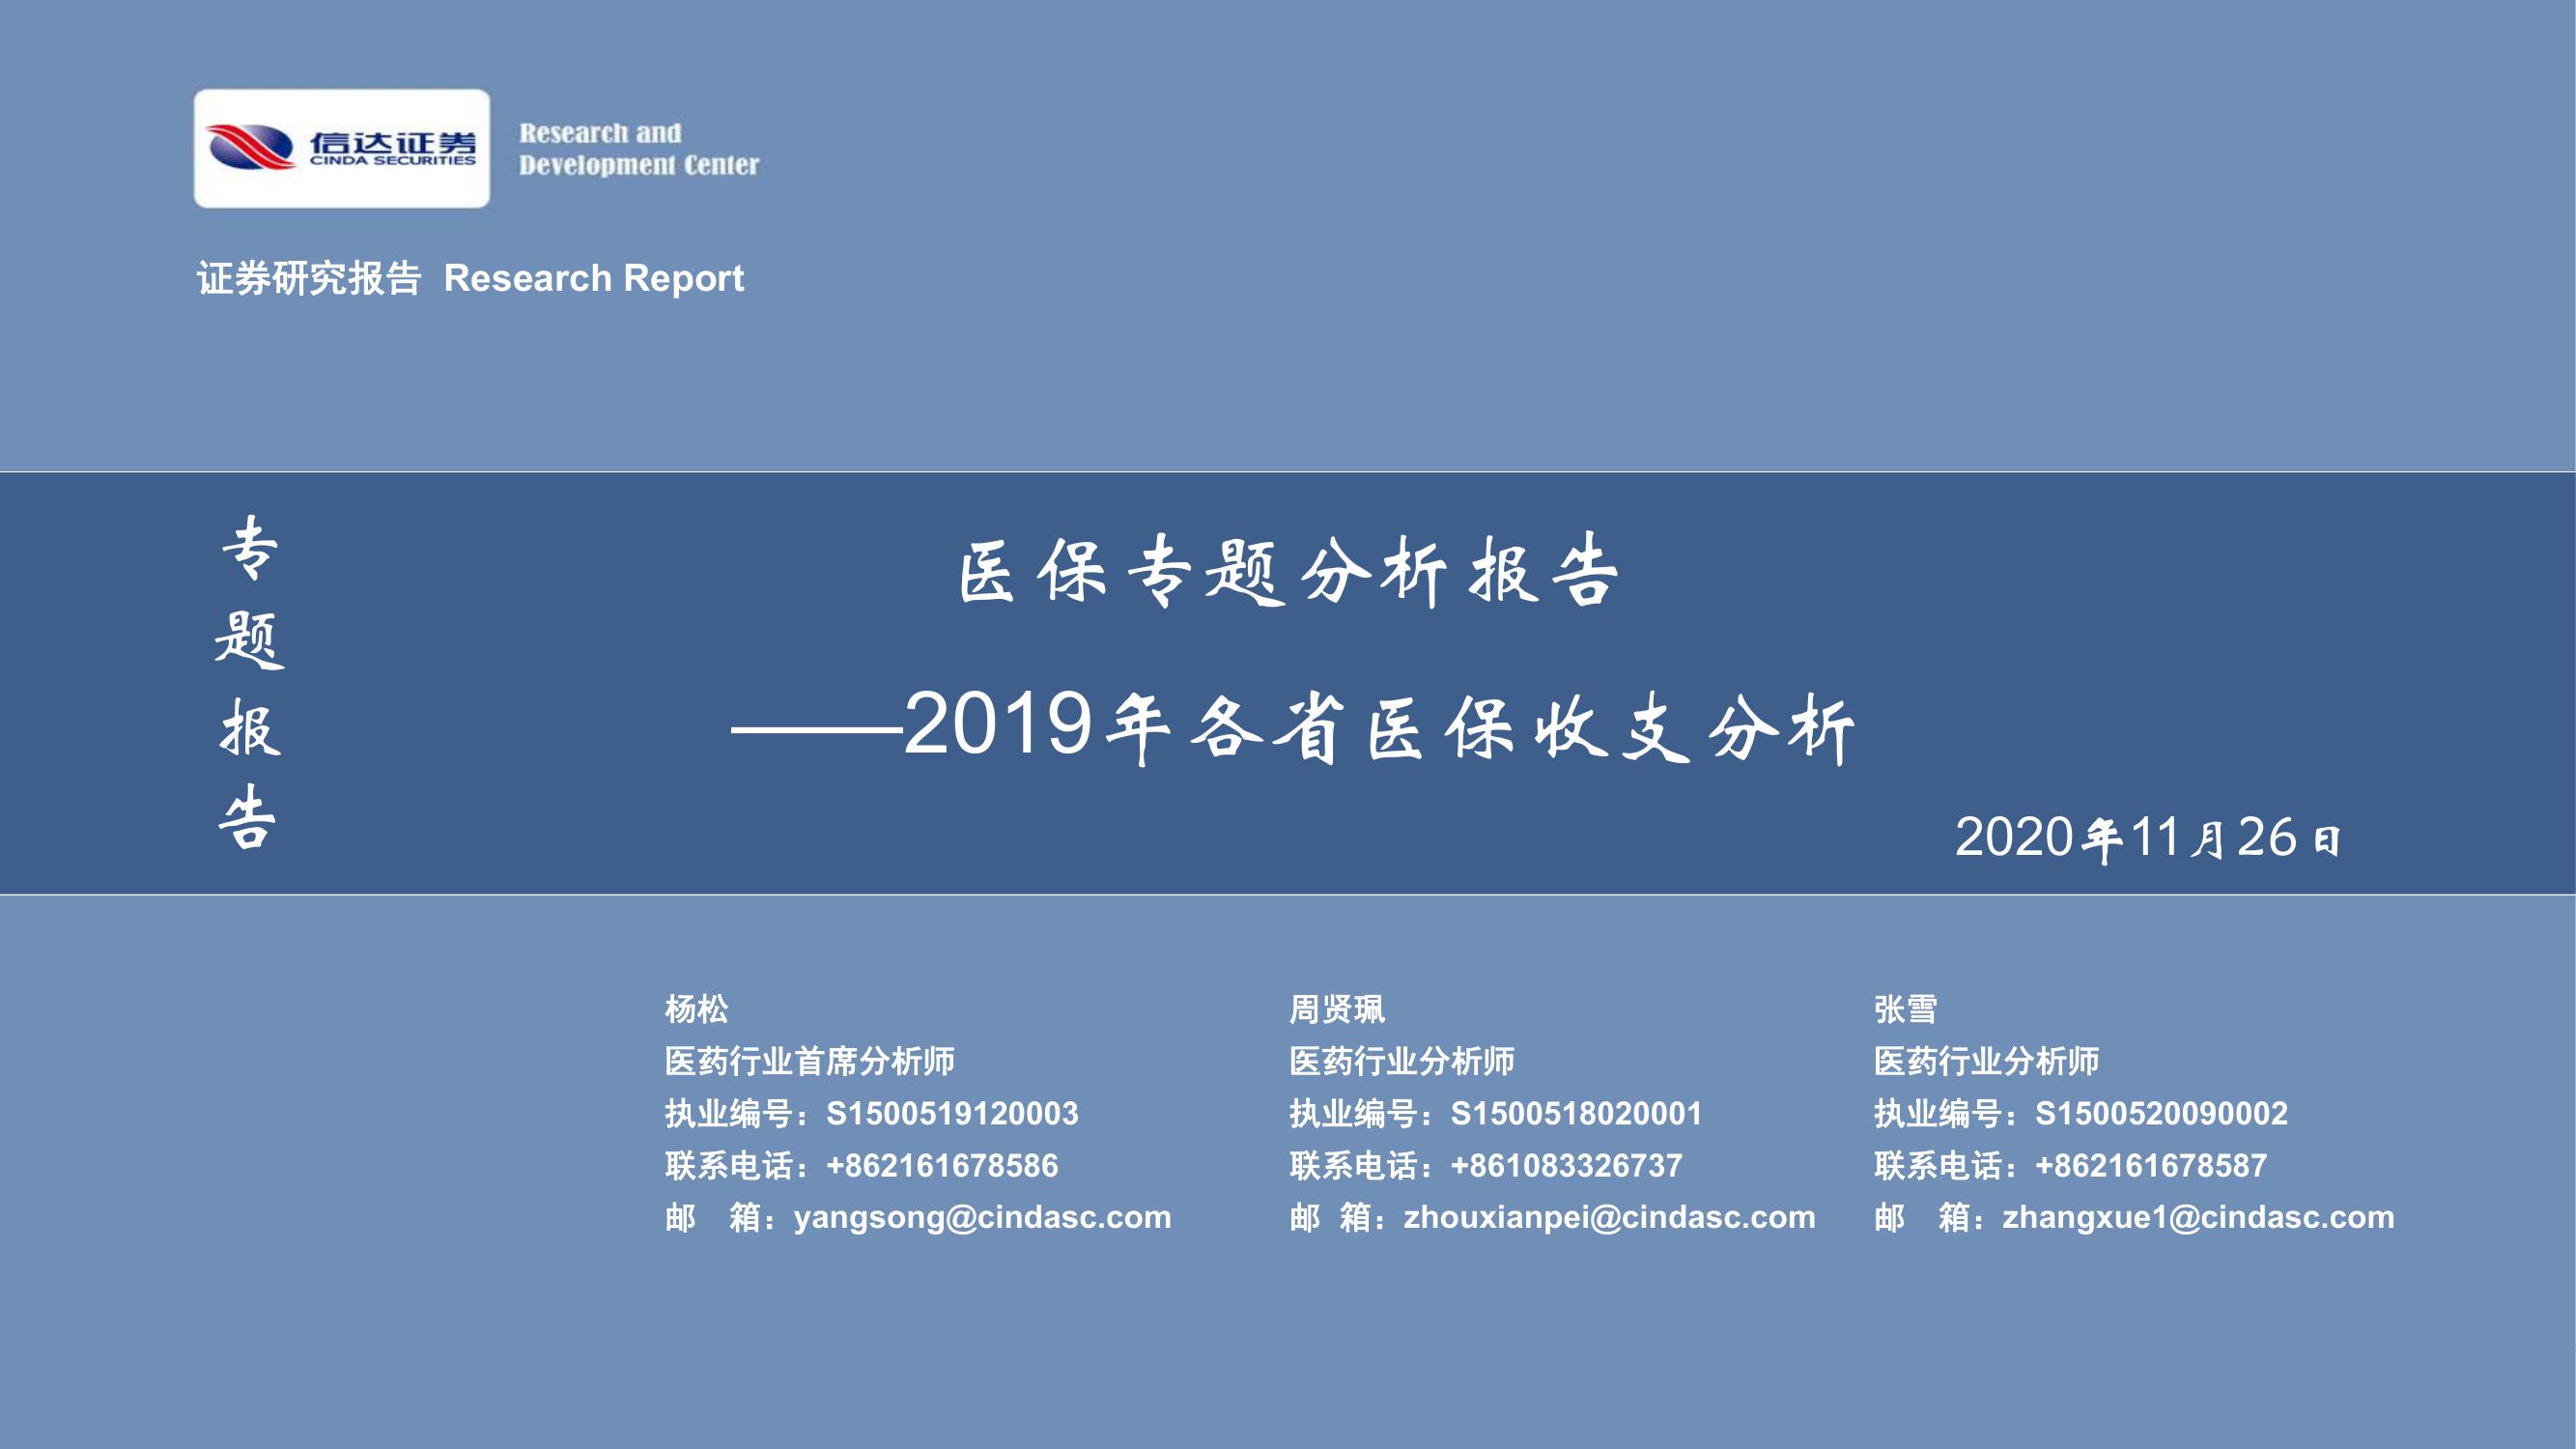 信达证券
CINDA SECURITIES
Research and
Development Center
证券研究报告 Research Report
专
题
报
告
医保专题分析报告
——2019年各省医保收支分析
2020年11月26日
杨松
医药行业首席分析师
执业编号：S1500519120003
联系电话：+862161678586
邮 箱：yangsong@cindasc.com
周贤珮
医药行业分析师
执业编号：S1500518020001
联系电话：+861083326737
邮 箱：zhouxianpei@cindasc.com
张雪
医药行业分析师
执业编号：S1500520090002
联系电话：+862161678587
邮 箱：zhangxue1@cindasc.com